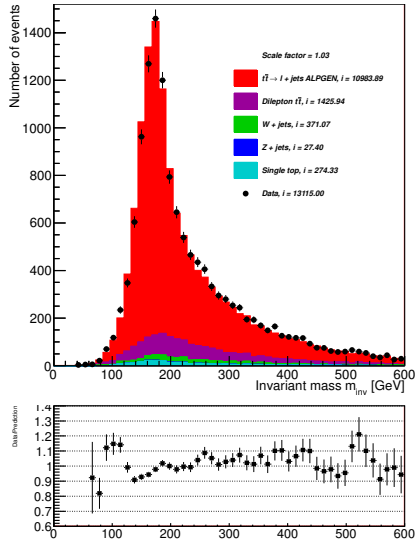 Number of events
1400
1200
1000
800
600
400
200
0
Scale factor = 1.03
tt̄ → l + jets ALPGEN, i = 10983.89
Dilepton tt̄, i = 1425.94
W + jets, i = 371.07
Z + jets, i = 27.40
Single top, i = 274.33
Data, i = 13115.00
0 100 200 300 400 500 600
Invariant mass m_inv [GeV]
Data/Prediction
1.4
1.3
1.2
1.1
1
0.9
0.8
0.7
0.6
0 100 200 300 400 500 600